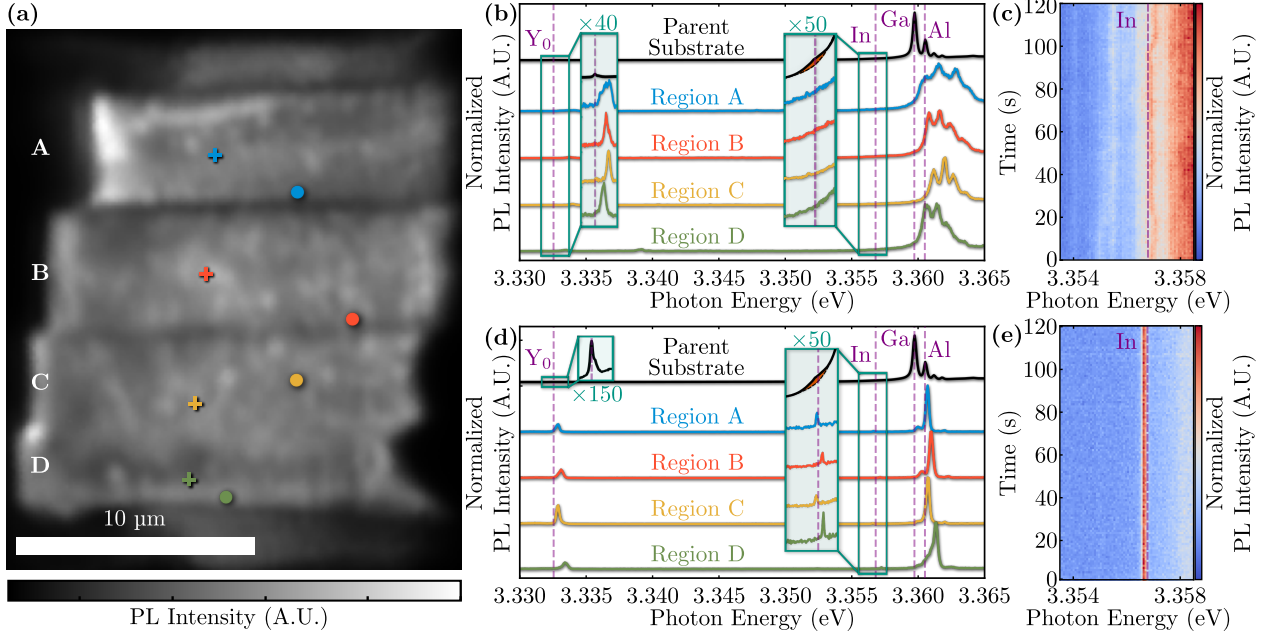 (a)
A
B
C
D
10 µm
PL Intensity (A.U.)
(b)
Normalized
PL Intensity (A.U.)
Y0
×40
Parent
Substrate
×50
In
Ga
Al
Region A
Region B
Region C
Region D
3.330 3.335 3.340 3.345 3.350 3.355 3.360 3.365
Photon Energy (eV)
(c)
In
Time (s)
120
100
80
60
40
20
0
3.354 3.358
Photon Energy (eV)
Normalized
PL Intensity (A.U.)
(d)
Normalized
PL Intensity (A.U.)
Y0
×150
Parent
Substrate
×50
In
Ga
Al
Region A
Region B
Region C
Region D
3.330 3.335 3.340 3.345 3.350 3.355 3.360 3.365
Photon Energy (eV)
(e)
In
Time (s)
120
100
80
60
40
20
0
3.354 3.358
Photon Energy (eV)
Normalized
PL Intensity (A.U.)